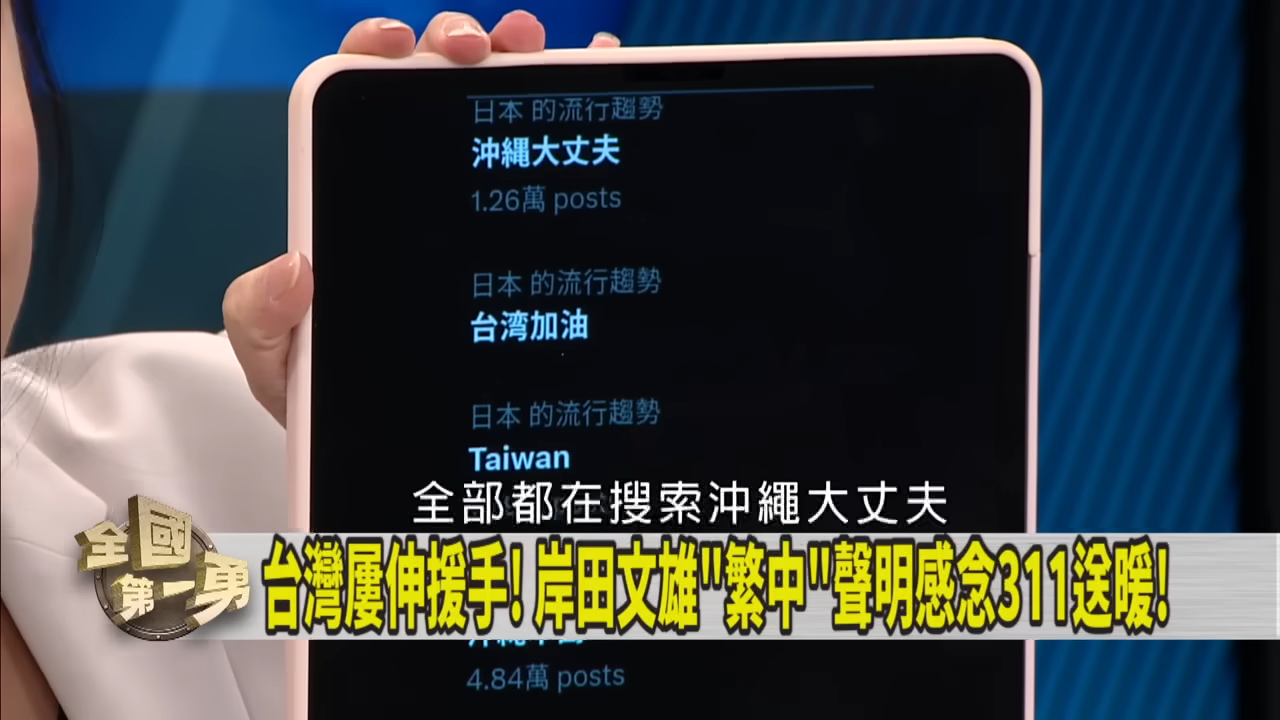 日本 的流行趨勢
沖縄大丈夫
1.26萬 posts
日本 的流行趨勢
台湾加油
日本 的流行趨勢
Taiwan
全部都在搜索沖繩大丈夫
全國第一勇
台灣屢伸援手! 岸田文雄"繁中"聲明感念311送暖!
4.84萬 posts